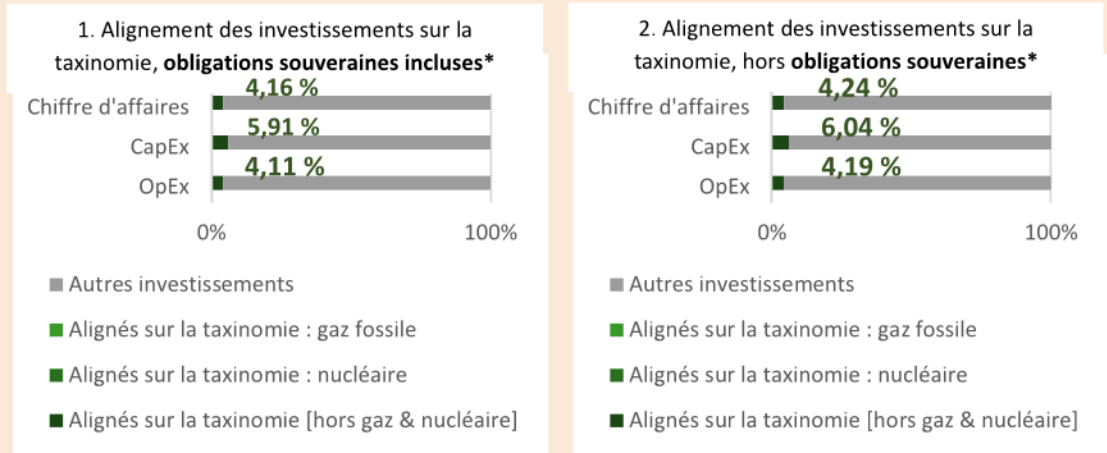 1. Alignement des investissements sur la
taxinomie, obligations souveraines incluses*
4,16 %
Chiffre d'affaires
5,91 %
CapEx
4,11 %
OpEx
0%
100%
Autres investissements
Alignés sur la taxinomie : gaz fossile
Alignés sur la taxinomie : nucléaire
Alignés sur la taxinomie [hors gaz & nucléaire]
2. Alignement des investissements sur la
taxinomie, hors obligations souveraines*
4,24 %
Chiffre d'affaires
6,04 %
CapEx
4,19 %
OpEx
0%
100%
Autres investissements
Alignés sur la taxinomie : gaz fossile
Alignés sur la taxinomie : nucléaire
Alignés sur la taxinomie [hors gaz & nucléaire]